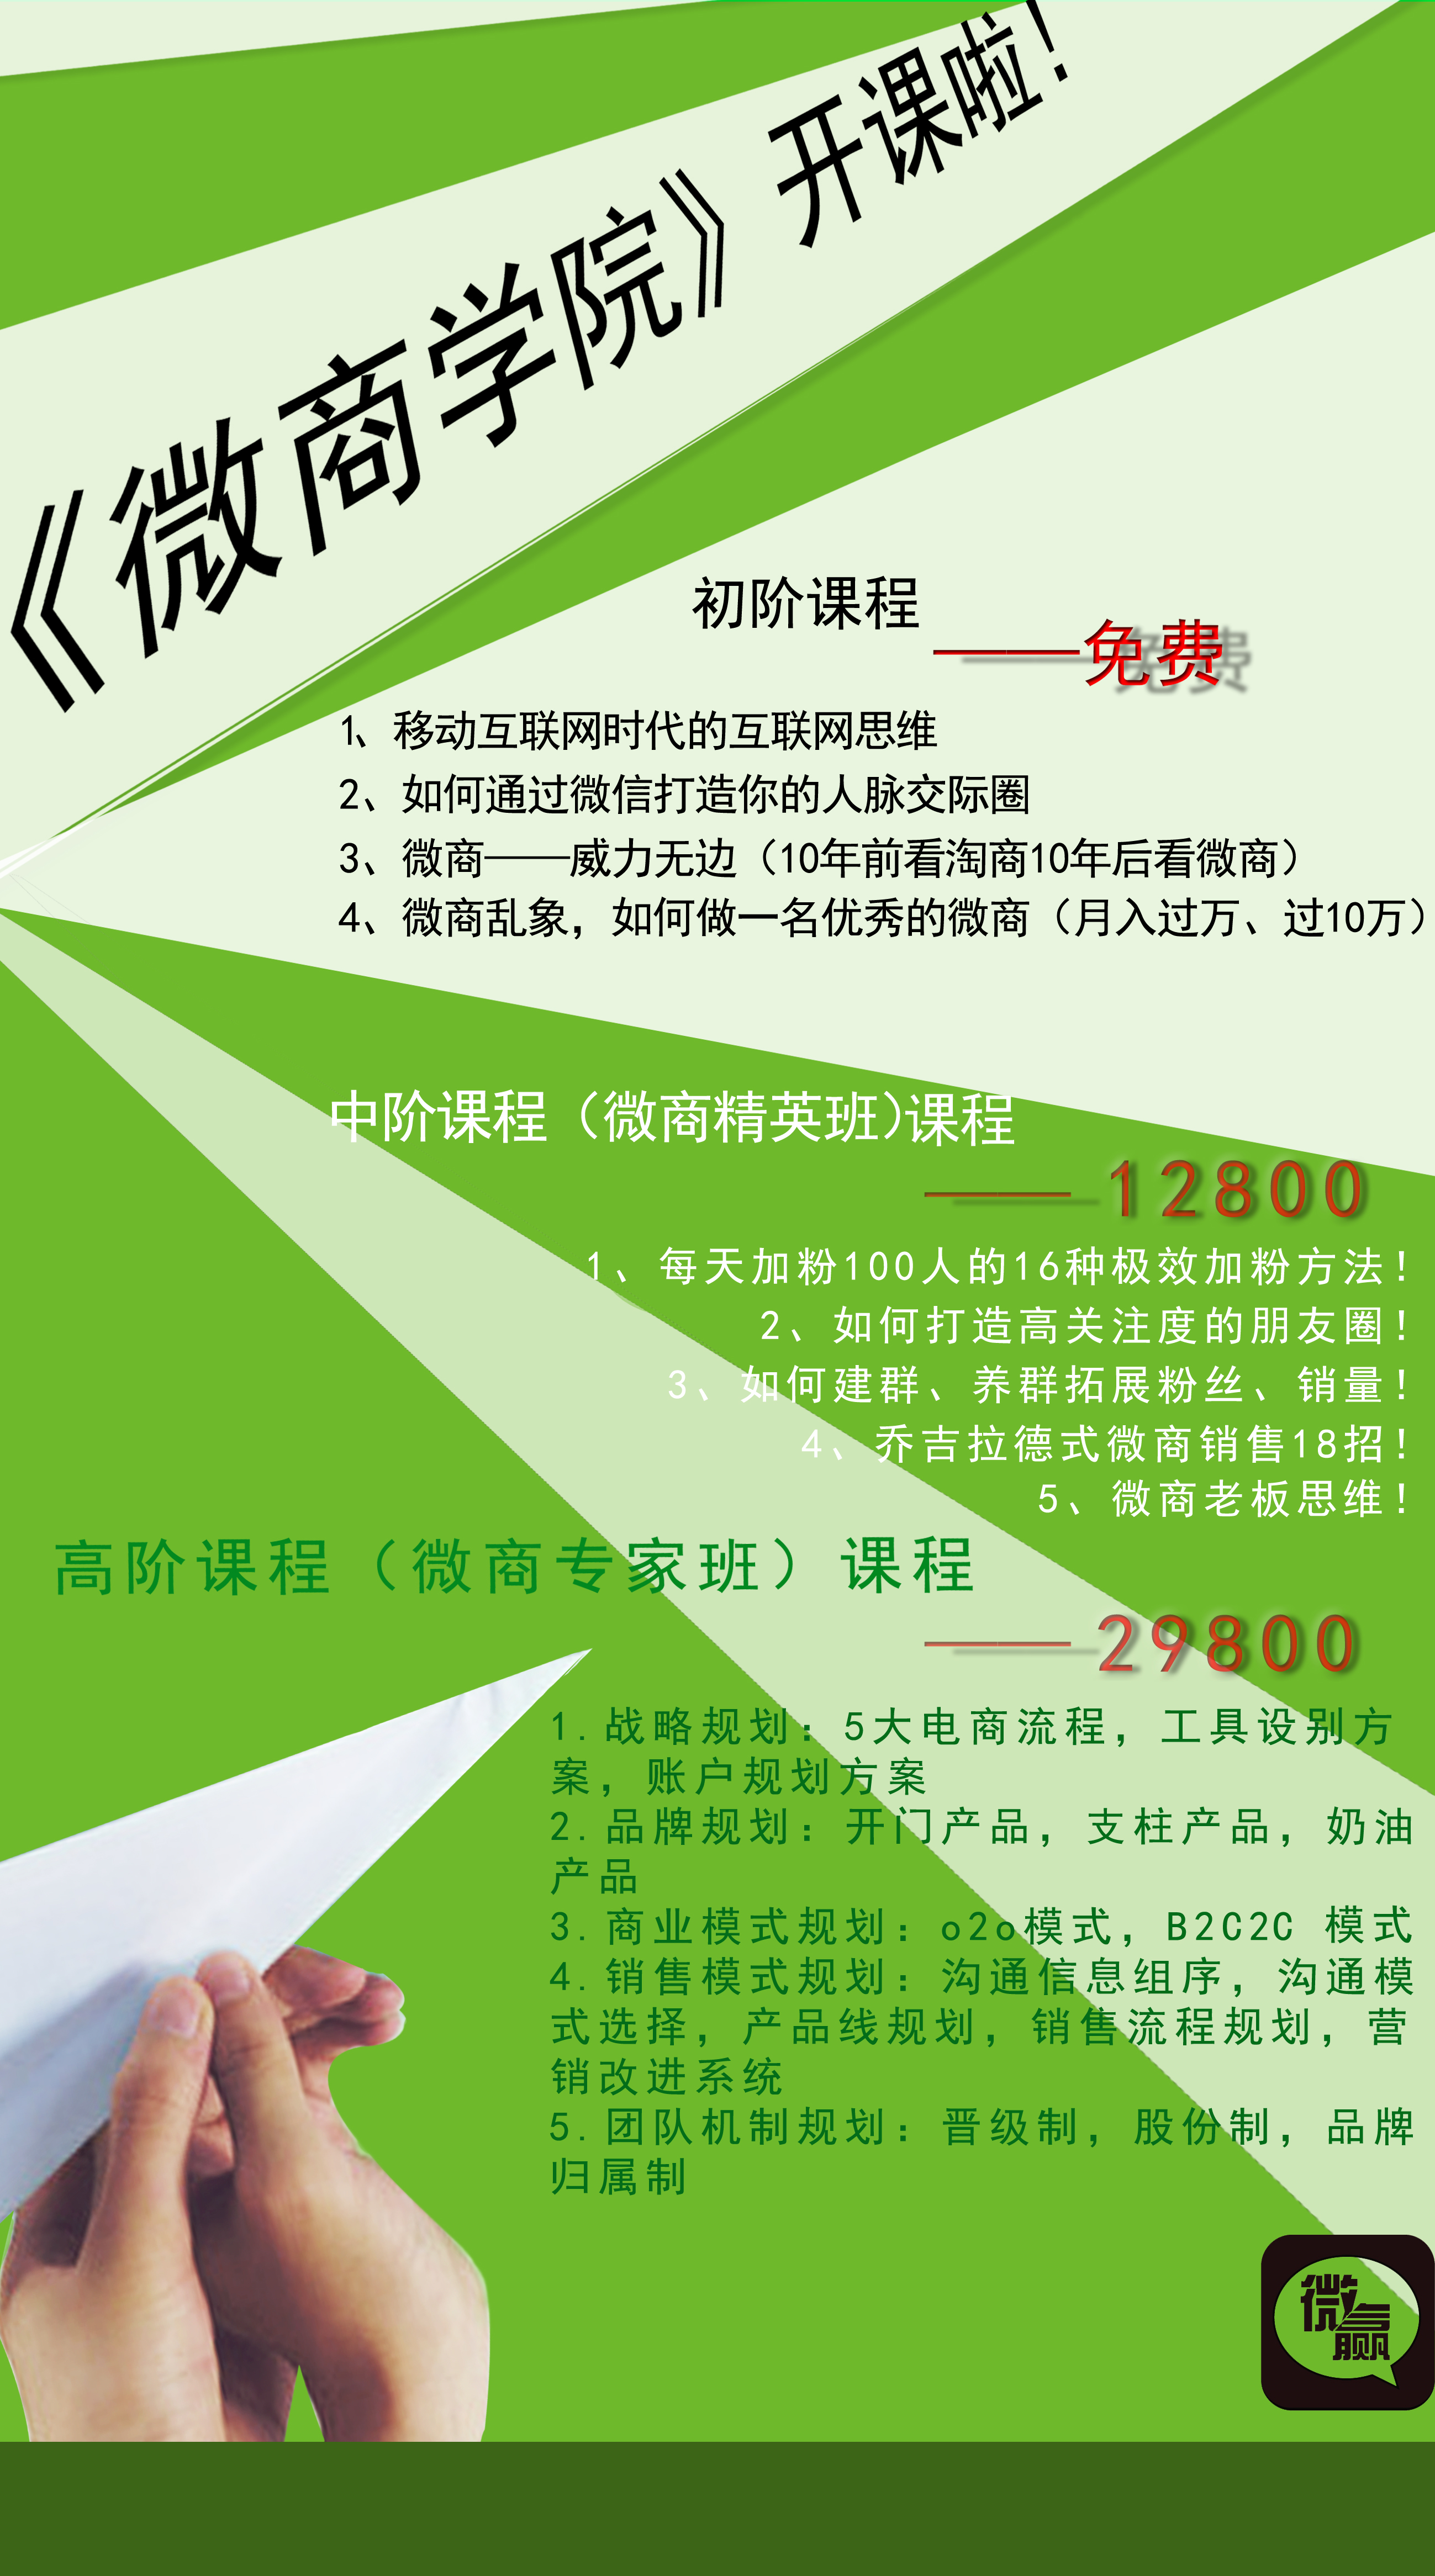 《微商学院》开课啦！
初阶课程
——免费
1、移动互联网时代的互联网思维
2、如何通过微信打造你的人脉交际圈
3、微商——威力无边（10年前看淘商10年后看微商）
4、微商乱象，如何做一名优秀的微商（月入过万、过10万）
中阶课程（微商精英班)课程
——12800
1、每天加粉100人的16种极效加粉方法！
2、如何打造高关注度的朋友圈！
3、如何建群、养群拓展粉丝、销量！
4、乔吉拉德式微商销售18招！
5、微商老板思维！
高阶课程（微商专家班）课程
——29800
1.战略规划：5大电商流程，工具设别方
案，账户规划方案
2.品牌规划：开门产品，支柱产品，奶油
产品
3.商业模式规划：o2o模式，B2C2C 模式
4.销售模式规划：沟通信息组序，沟通模
式选择，产品线规划，销售流程规划，营
销改进系统
5.团队机制规划：晋级制，股份制，品牌
归属制
微赢